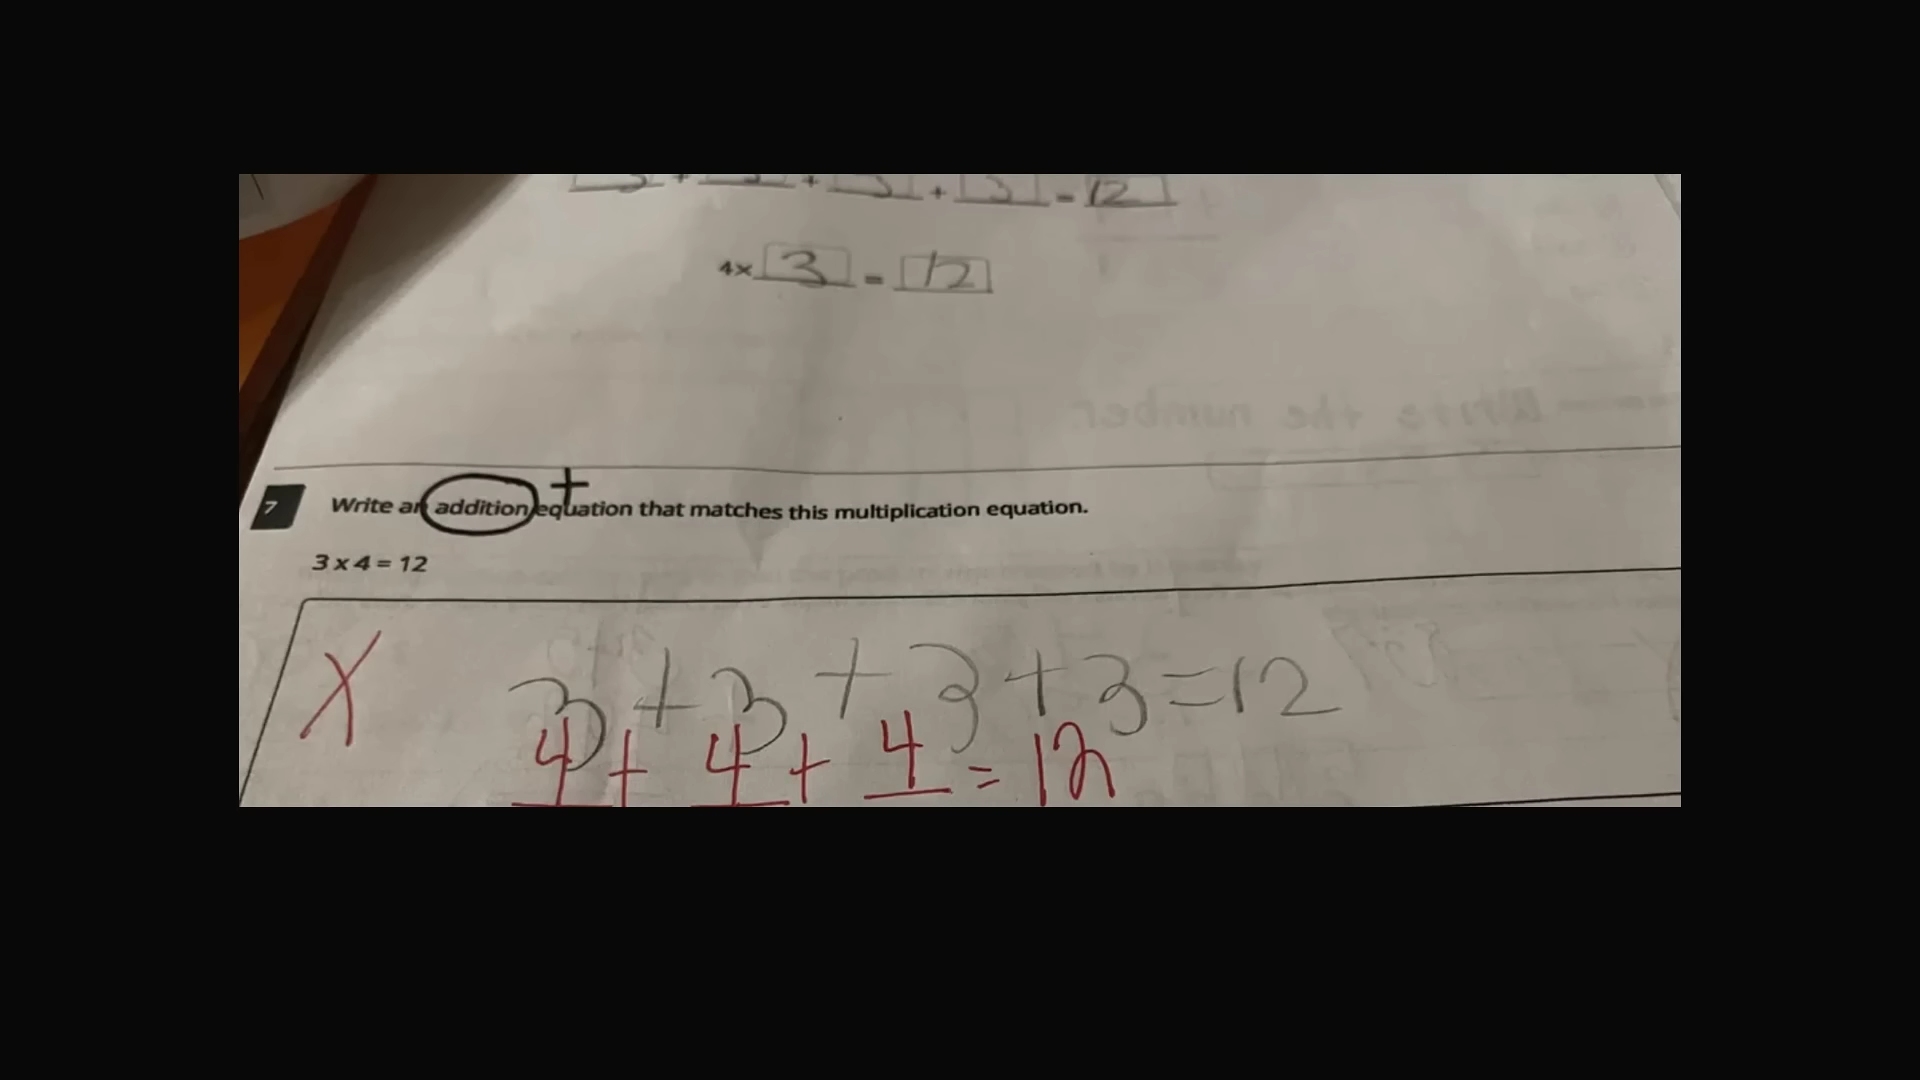 3 + 3 + 3 + 3 = 12
4x 3 = 12
7 Write an addition equation that matches this multiplication equation.
+
3 x 4 = 12
X 3 + 3 + 3 + 3 = 12
4 + 4 + 4 = 12